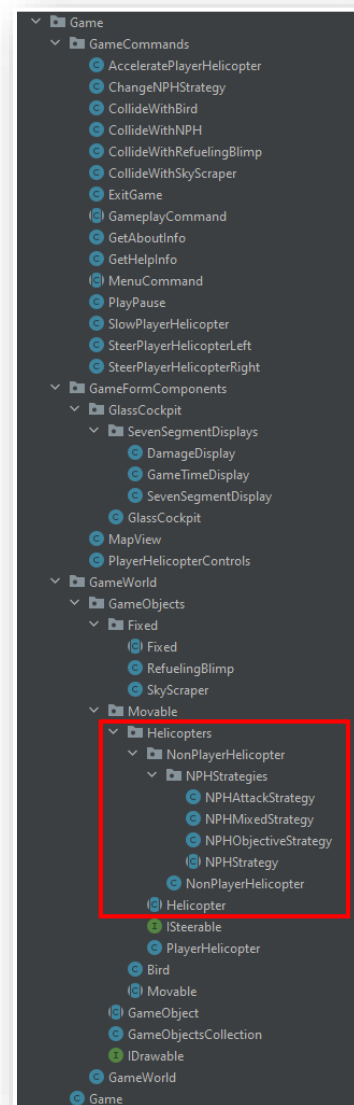 Game
GameCommands
AcceleratePlayerHelicopter
ChangeNPHStrategy
CollideWithBird
CollideWithNPH
CollideWithRefuelingBlimp
CollideWithSkyScraper
ExitGame
GameplayCommand
GetAboutInfo
GetHelpInfo
MenuCommand
PlayPause
SlowPlayerHelicopter
SteerPlayerHelicopterLeft
SteerPlayerHelicopterRight
GameFormComponents
GlassCockpit
SevenSegmentDisplays
DamageDisplay
GameTimeDisplay
SevenSegmentDisplay
GlassCockpit
MapView
PlayerHelicopterControls
GameWorld
GameObjects
Fixed
Fixed
RefuelingBlimp
SkyScraper
Movable
Helicopters
NonPlayerHelicopter
NPHStrategies
NPHAttackStrategy
NPHMixedStrategy
NPHObjectiveStrategy
NPHStrategy
NonPlayerHelicopter
Helicopter
ISteerable
PlayerHelicopter
Bird
Movable
GameObject
GameObjectsCollection
IDrawable
GameWorld
Game